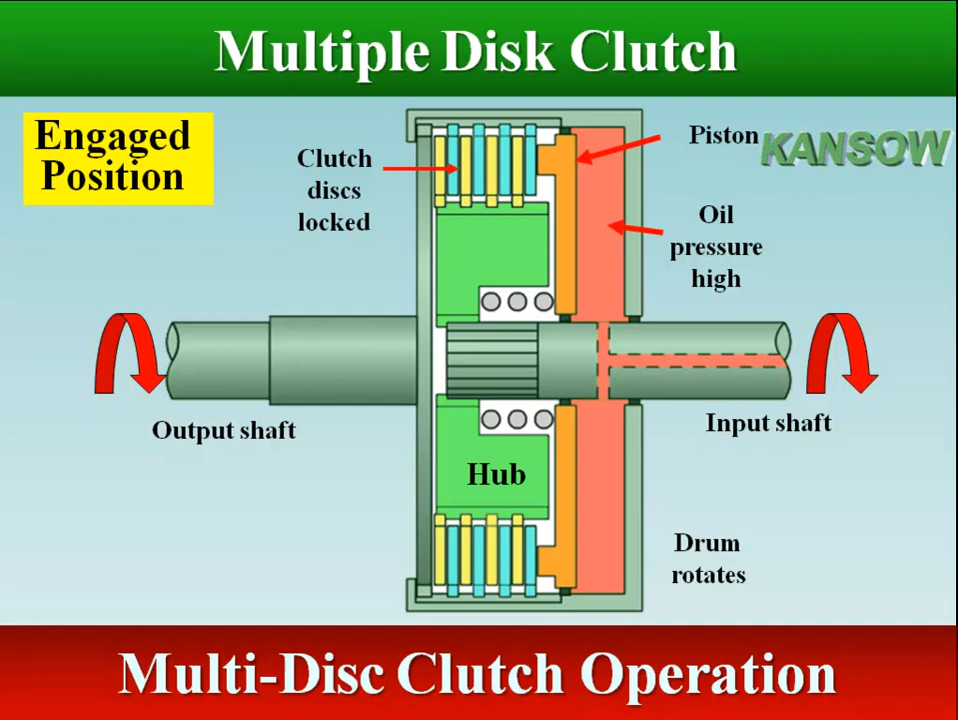 Multiple Disk Clutch
Engaged
Position
Clutch
discs
locked
Piston
KANSOW
Oil
pressure
high
Output shaft
Input shaft
Hub
Drum
rotates
Multi-Disc Clutch Operation